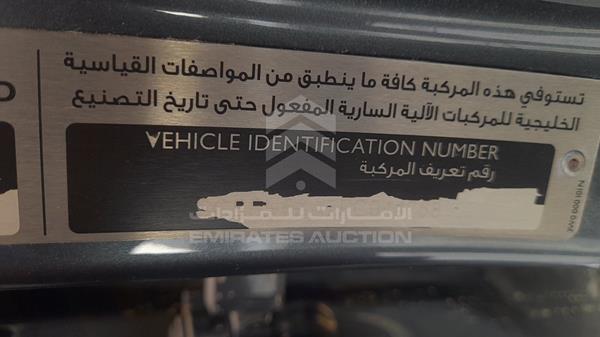 تستوفي هذه المركبة كافة ما ينطبق من المواصفات القياسية
الخليجية للمركبات الآلية السارية المفعول حتى تاريخ التصنيع
VEHICLE IDENTIFICATION NUMBER
رقم تعريف المركبة
الإمارات للمزادات
EMIRATES AUCTION